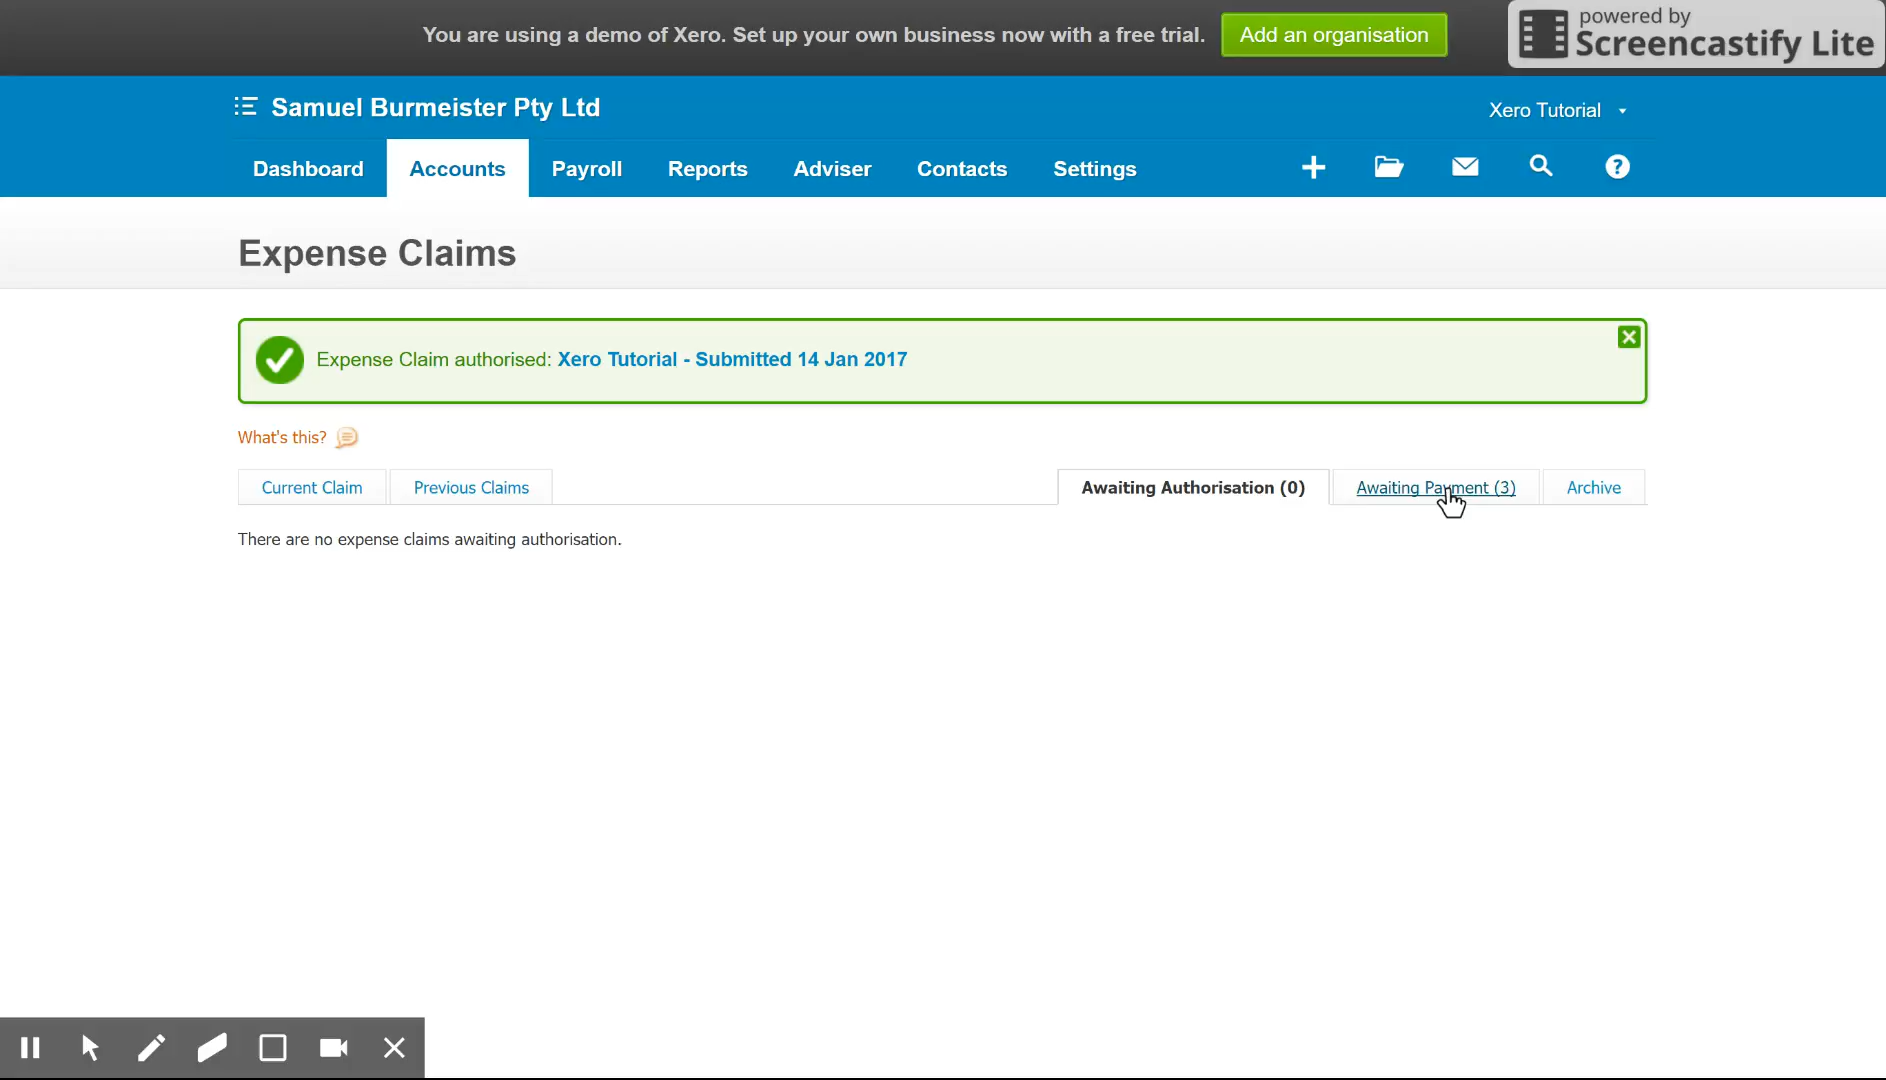 You are using a demo of Xero. Set up your own business now with a free trial.
Add an organisation
powered by
Screencastify Lite
Samuel Burmeister Pty Ltd
Xero Tutorial
Dashboard Accounts Payroll Reports Adviser Contacts Settings
?
Expense Claims
Expense Claim authorised: Xero Tutorial - Submitted 14 Jan 2017
What's this?
Current Claim Previous Claims Awaiting Authorisation (0) Awaiting Payment (3) Archive
There are no expense claims awaiting authorisation.